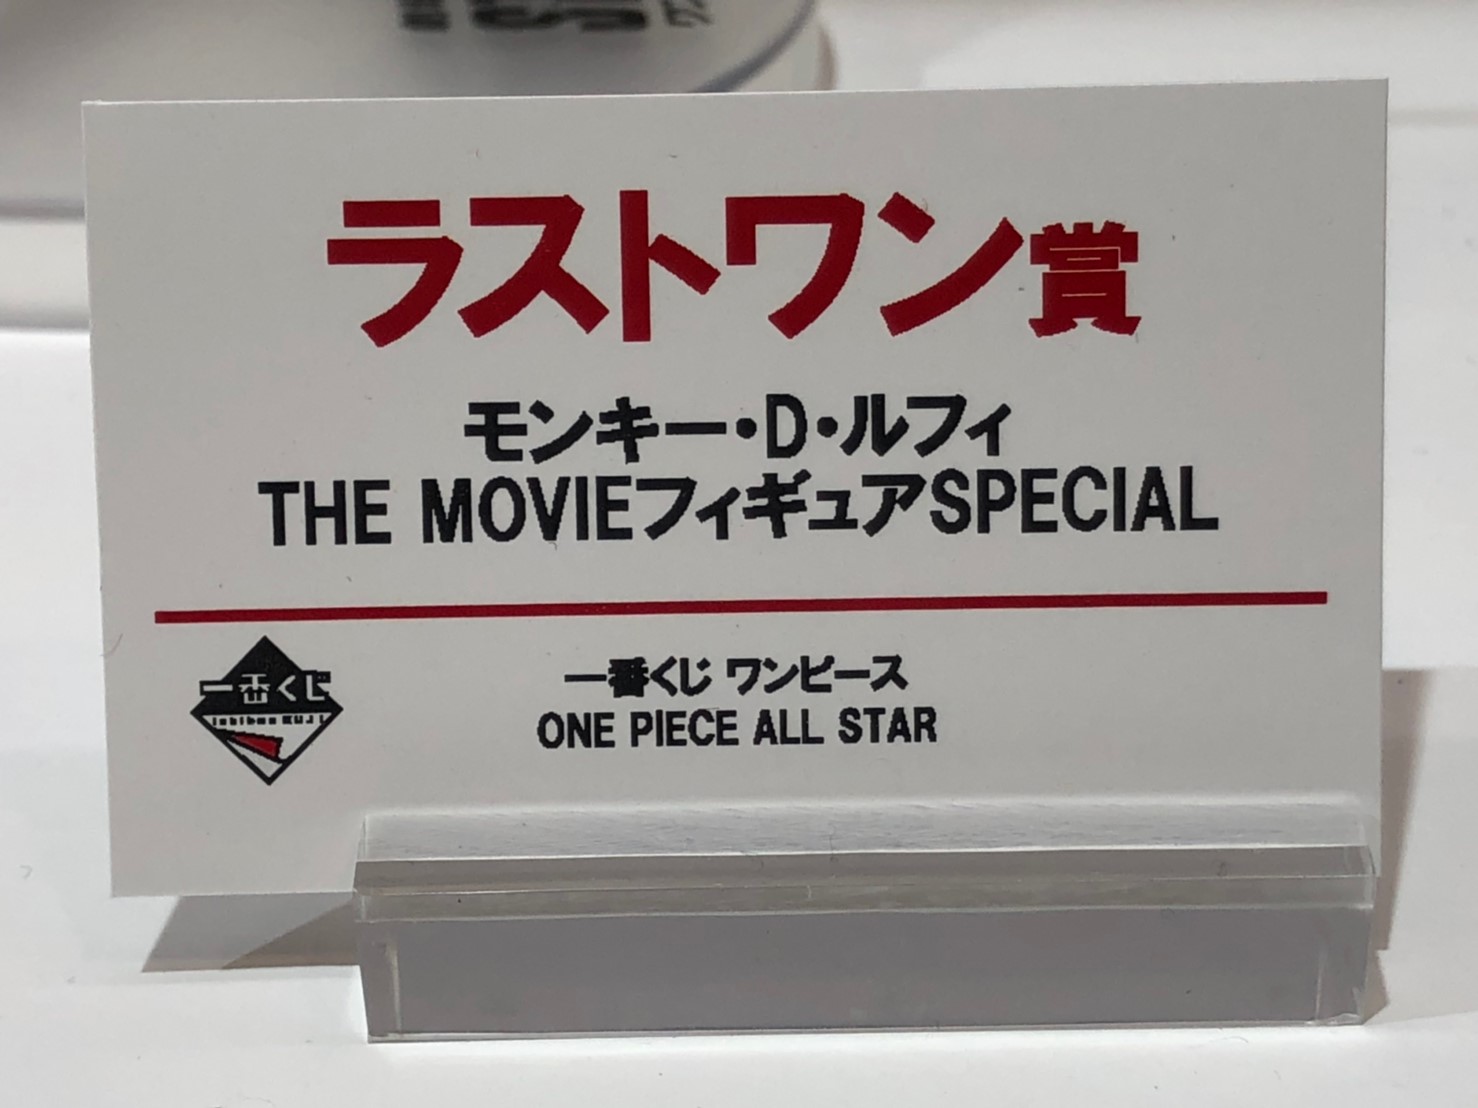 ラストワン賞
モンキー・D・ルフィ
THE MOVIEフィギュアSPECIAL
一番くじ
Ichiban KUJI
一番くじ ワンピース
ONE PIECE ALL STAR